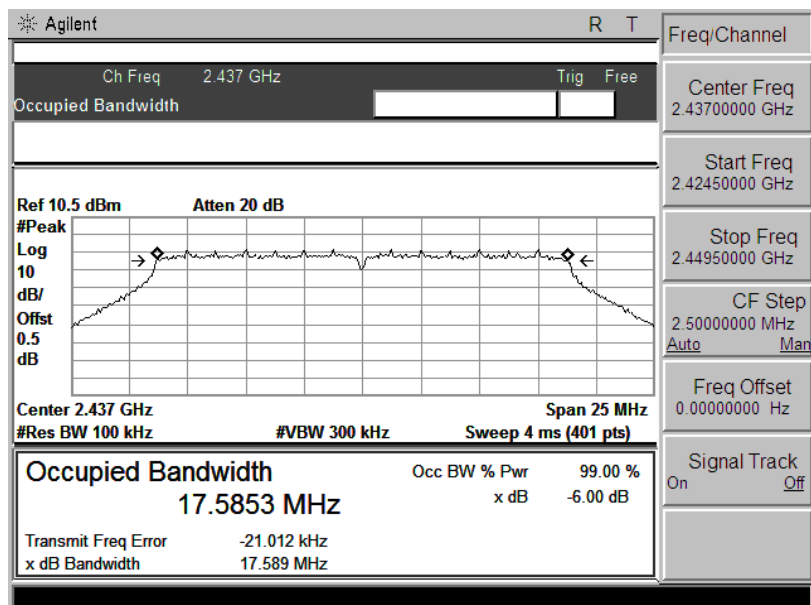 Agilent R T
Ch Freq 2.437 GHz Trig Free
Occupied Bandwidth
Ref 10.5 dBm Atten 20 dB
#Peak
Log
10
dB/
Offst
0.5
dB
Center 2.437 GHz Span 25 MHz
#Res BW 100 kHz #VBW 300 kHz Sweep 4 ms (401 pts)
Occupied Bandwidth Occ BW % Pwr 99.00 %
17.5853 MHz x dB -6.00 dB
Transmit Freq Error -21.012 kHz
x dB Bandwidth 17.589 MHz
Freq/Channel
Center Freq
2.43700000 GHz
Start Freq
2.42450000 GHz
Stop Freq
2.44950000 GHz
CF Step
2.50000000 MHz
Auto Man
Freq Offset
0.00000000 Hz
Signal Track
On Off